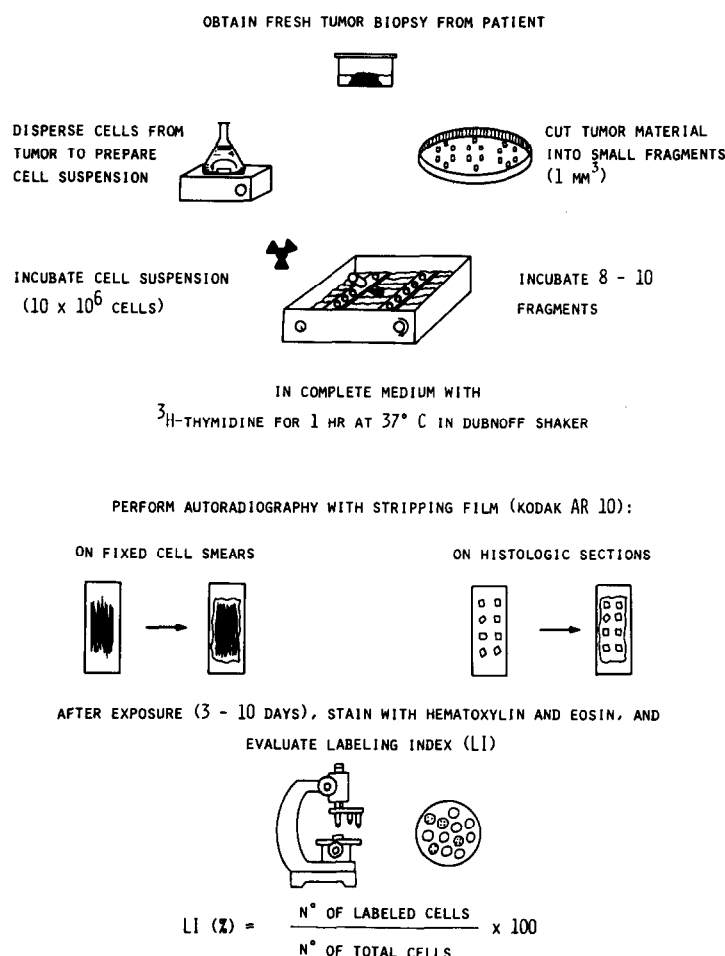 OBTAIN FRESH TUMOR BIOPSY FROM PATIENT
DISPERSE CELLS FROM
TUMOR TO PREPARE
CELL SUSPENSION
CUT TUMOR MATERIAL
INTO SMALL FRAGMENTS
(1 MM³)
INCUBATE CELL SUSPENSION
(10 x 10⁶ CELLS)
INCUBATE 8 - 10
FRAGMENTS
IN COMPLETE MEDIUM WITH
³H-THYMIDINE FOR 1 HR AT 37° C IN DUBNOFF SHAKER
PERFORM AUTORADIOGRAPHY WITH STRIPPING FILM (KODAK AR 10):
ON FIXED CELL SMEARS
ON HISTOLOGIC SECTIONS
AFTER EXPOSURE (3 - 10 DAYS), STAIN WITH HEMATOXYLIN AND EOSIN, AND
EVALUATE LABELING INDEX (LI)
N° OF LABELED CELLS
LI (%) = x 100
N° OF TOTAL CELLS